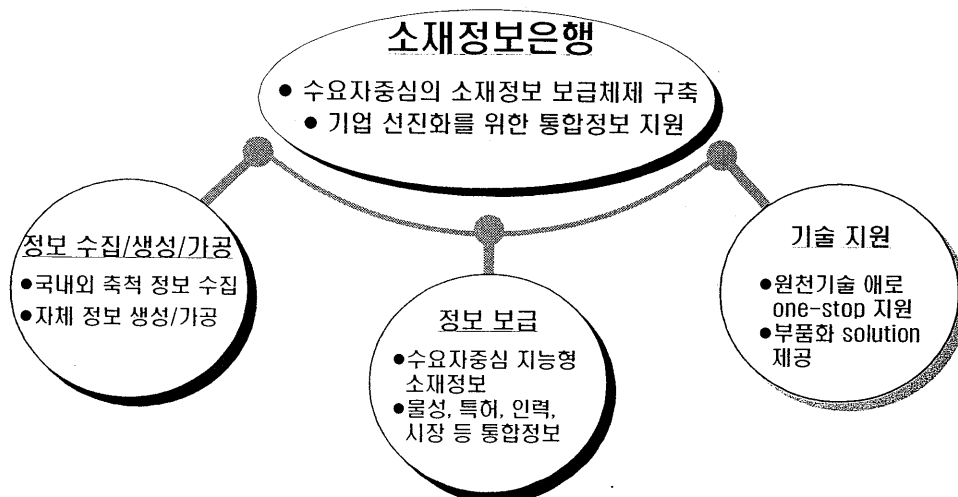 소재정보은행
● 수요자중심의 소재정보 보급체제 구축
● 기업 선진화를 위한 통합정보 지원
정보 수집/생성/가공
●국내외 축척 정보 수집
●자체 정보 생성/가공
정보 보급
●수요자중심 지능형
소재정보
●물성, 특허, 인력,
시장 등 통합정보
기술 지원
●원천기술 애로
one-stop 지원
●부품화 solution
제공